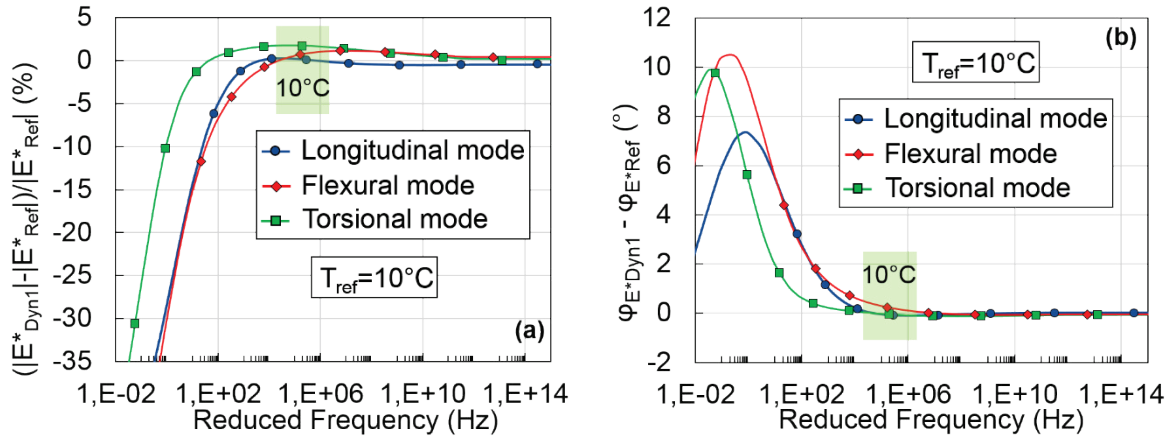 (a)
(|E*Dyn1|-|E*Ref|)/|E*Ref| (%)
5
0
-5
-10
-15
-20
-25
-30
-35
10°C
Longitudinal mode
Flexural mode
Torsional mode
Tref=10°C
(a)
1,E-02 1,E+02 1,E+06 1,E+10 1,E+14
Reduced Frequency (Hz)
φE*Dyn1 - φE*Ref (°)
12
10
8
6
4
2
0
-2
(b)
Tref=10°C
Longitudinal mode
Flexural mode
Torsional mode
10°C
1,E-02 1,E+02 1,E+06 1,E+10 1,E+14
Reduced Frequency (Hz)